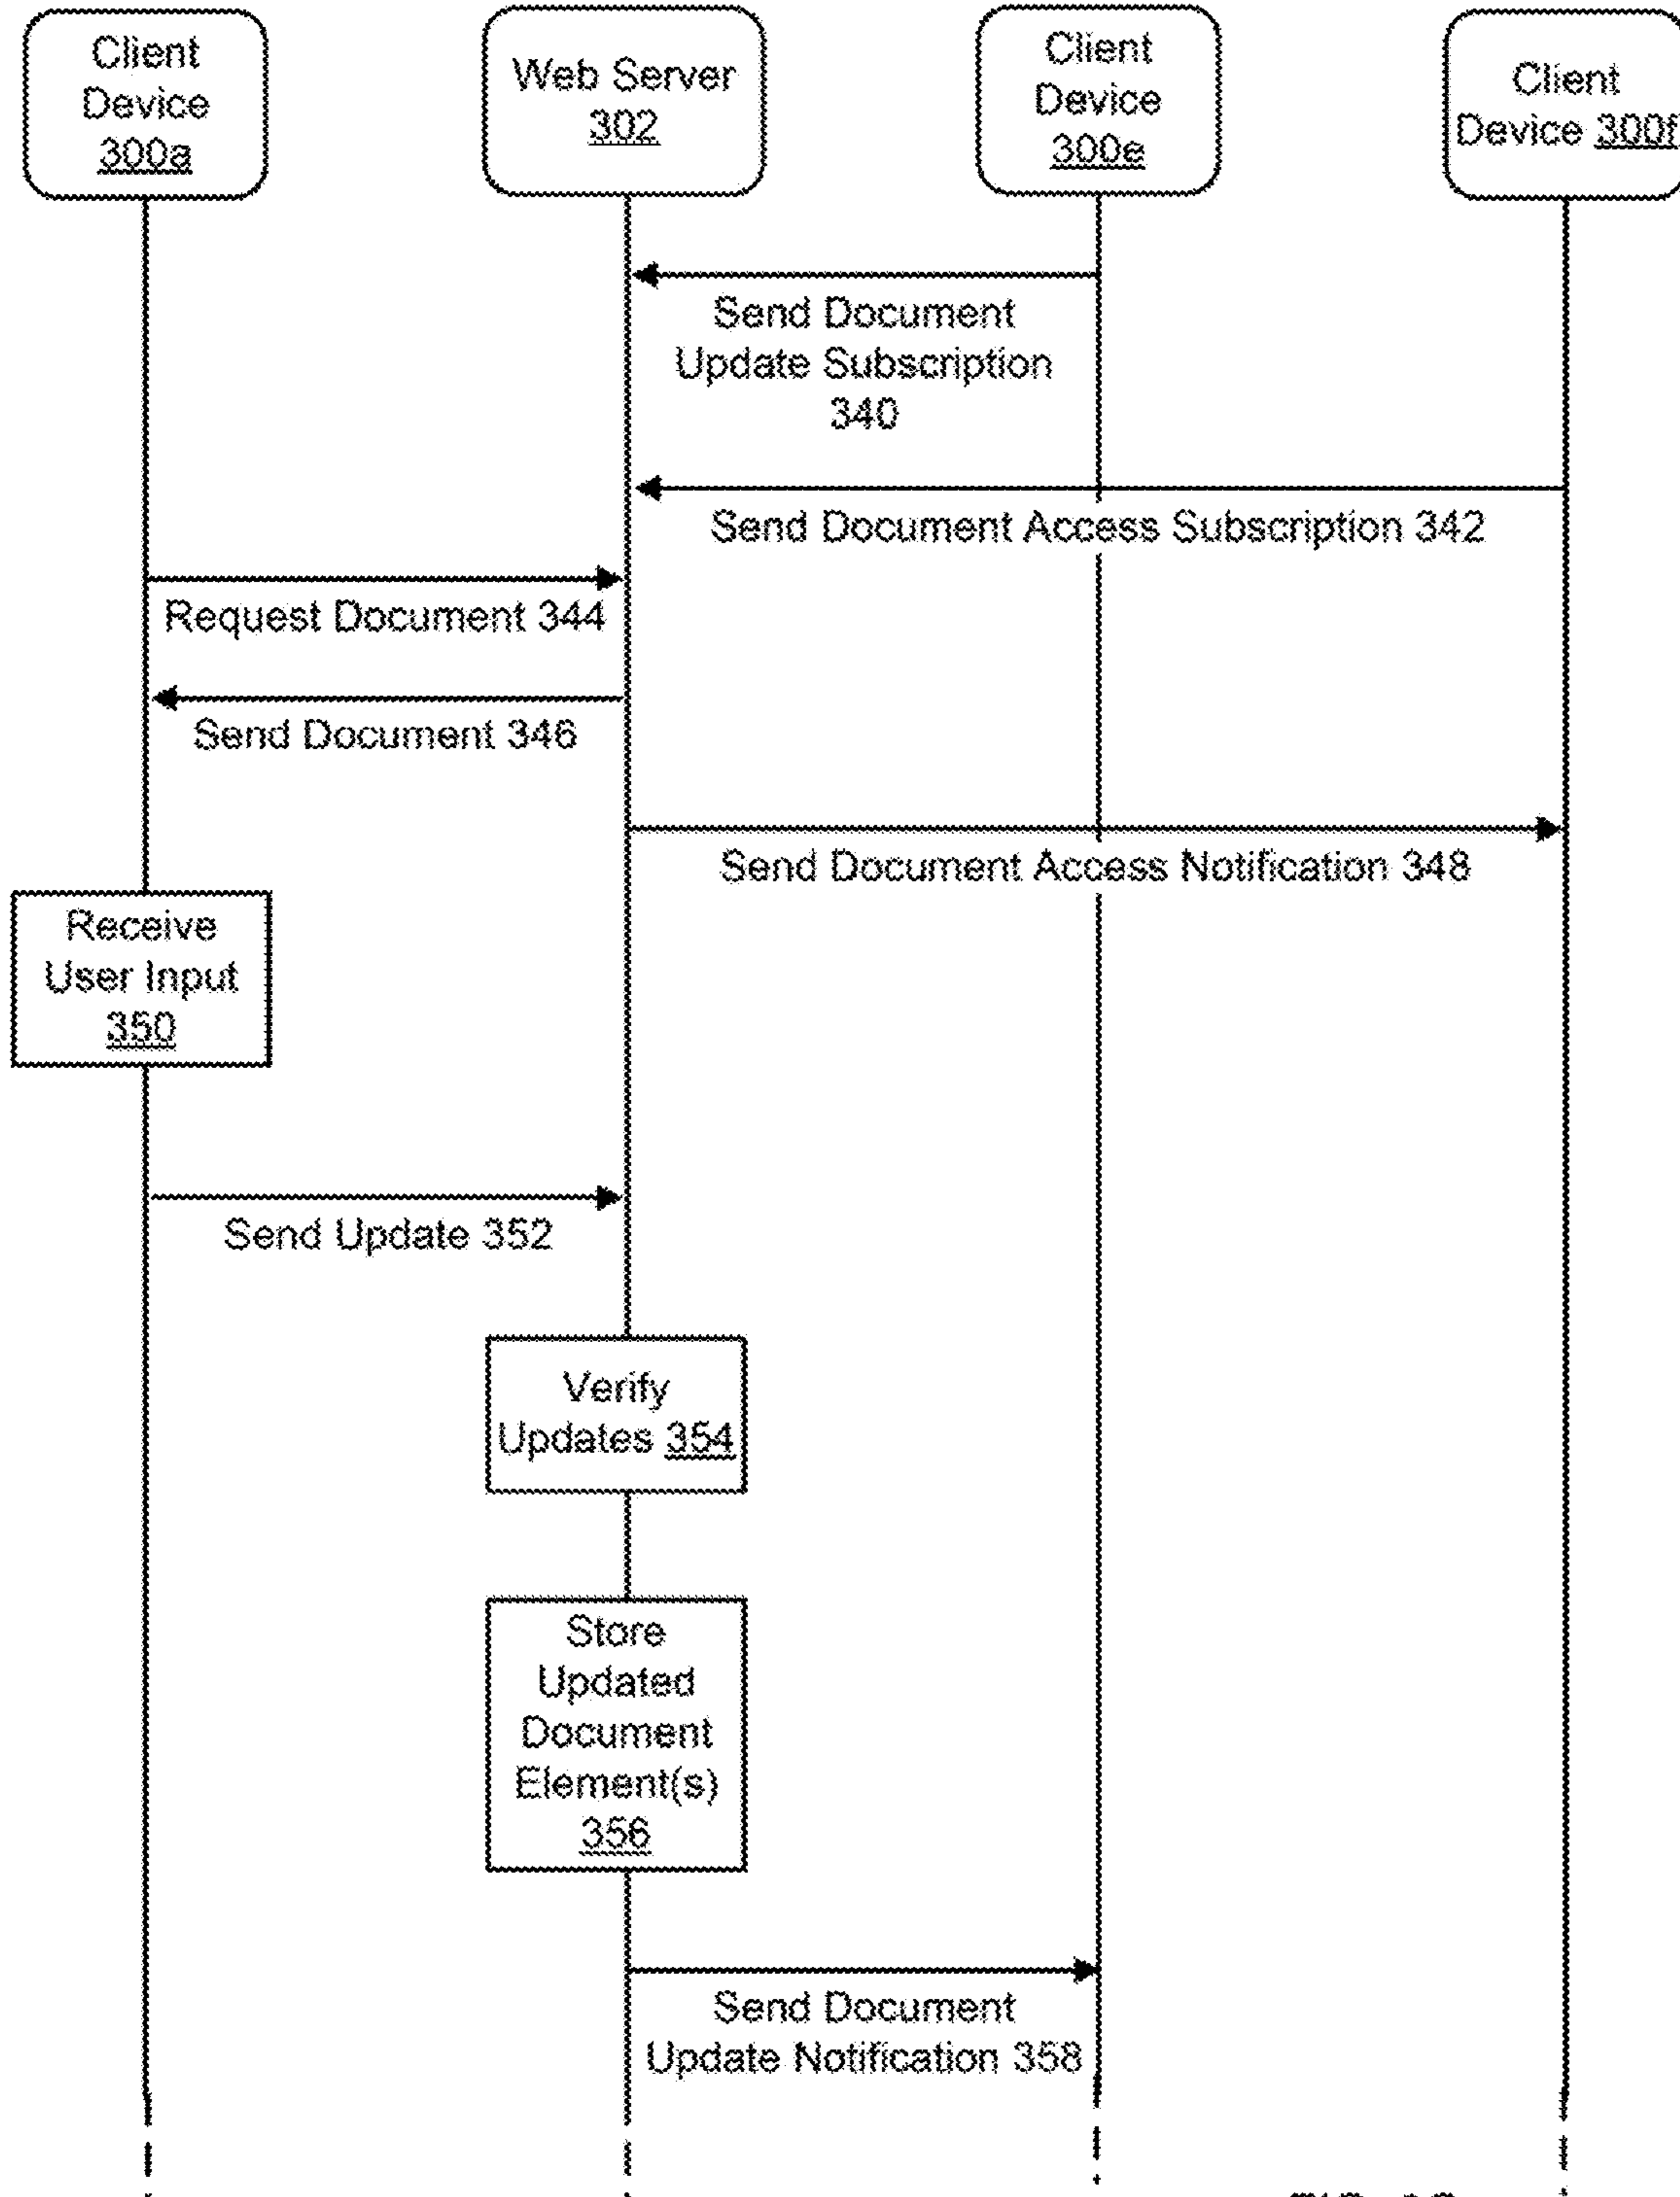 Client
Device
300a
Web Server
302
Client
Device
300e
Client
Device 300f
Send Document
Update Subscription
340
Send Document Access Subscription 342
Request Document 344
Send Document 346
Send Document Access Notification 348
Receive
User Input
350
Send Update 352
Verify
Updates 354
Store
Updated
Document
Element(s)
356
Send Document
Update Notification 358